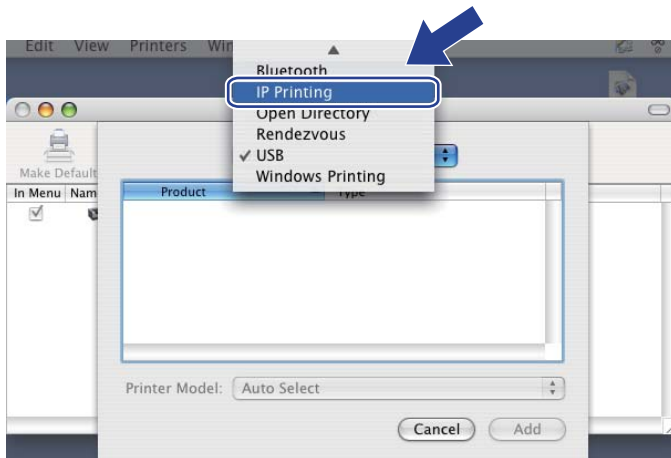 Edit View Printers
Bluetooth
IP Printing
Open Directory
Rendezvous
✓ USB
Windows Printing
Make Default
In Menu
Product Type
Printer Model: Auto Select
Cancel Add